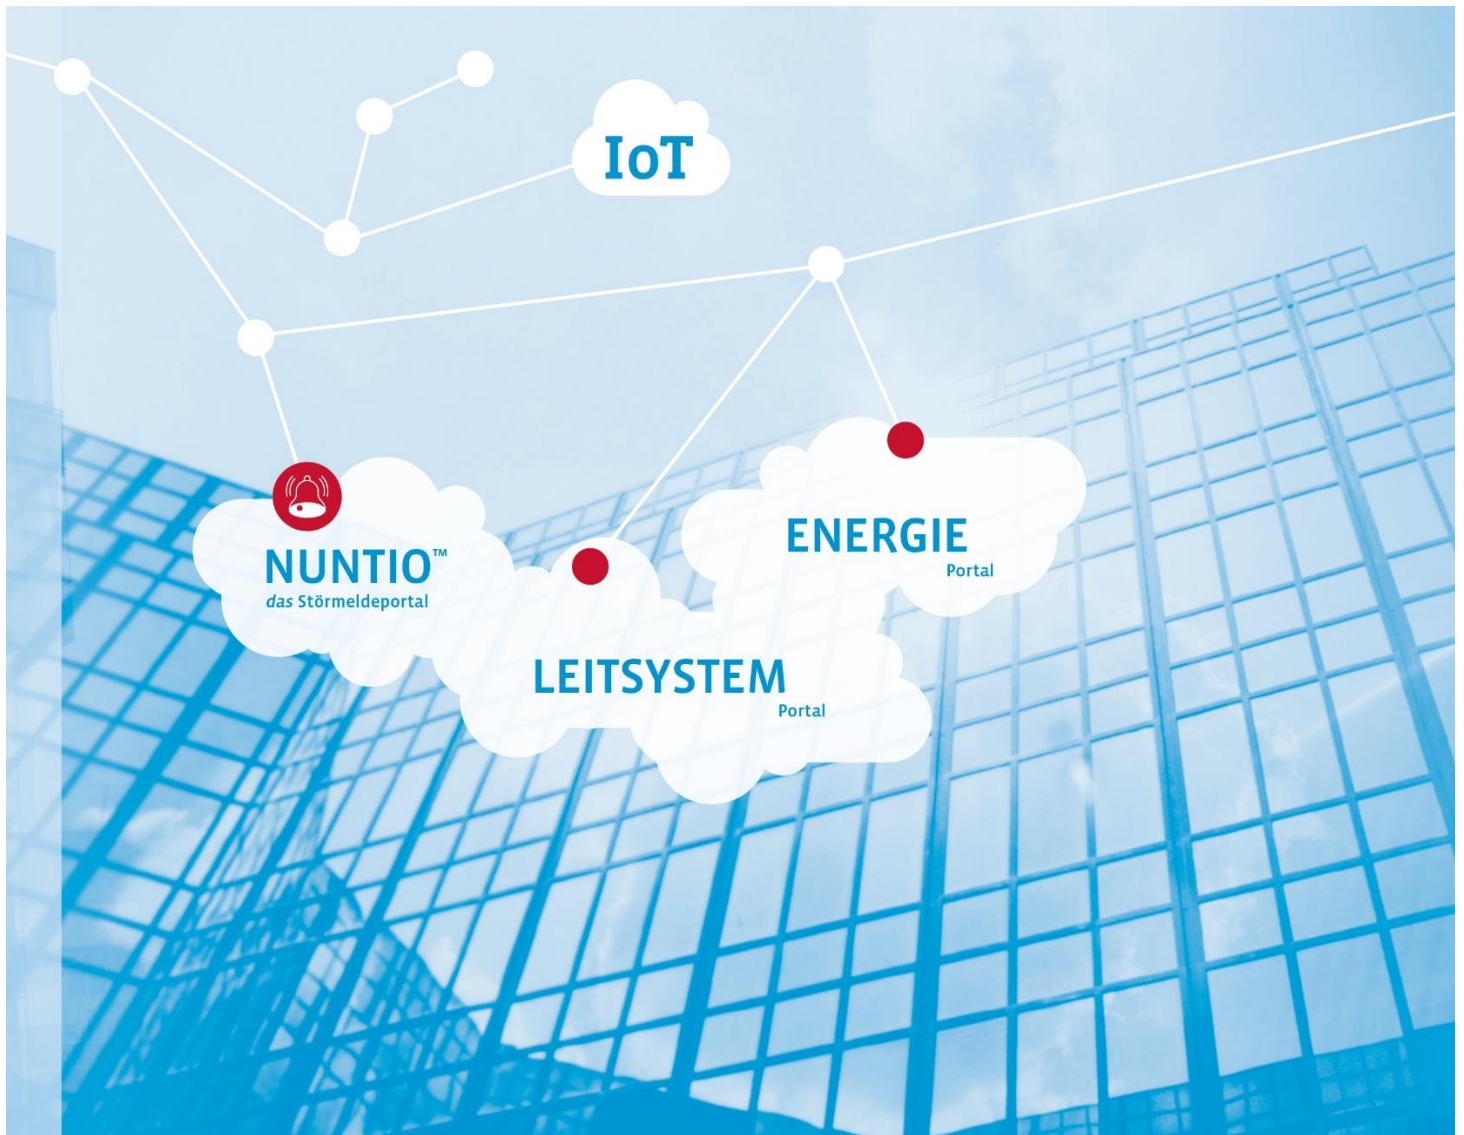 IoT
NUNTIO™
das Störmeldeportal
ENERGIE
Portal
LEITSYSTEM
Portal